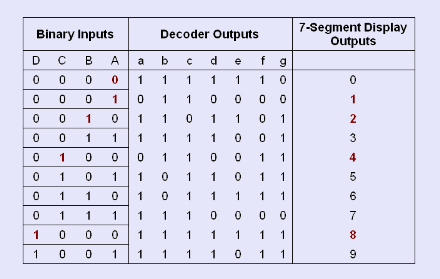 Binary Inputs Decoder Outputs 7-Segment Display Outputs
D C B A a b c d e f g
0 0 0 0 1 1 1 1 1 1 0 0
0 0 0 1 0 1 1 0 0 0 0 1
0 0 1 0 1 1 0 1 1 0 1 2
0 0 1 1 1 1 1 1 0 0 1 3
0 1 0 0 0 1 1 0 0 1 1 4
0 1 0 1 1 0 1 1 0 1 1 5
0 1 1 0 1 0 1 1 1 1 1 6
0 1 1 1 1 1 1 0 0 0 0 7
1 0 0 0 1 1 1 1 1 1 1 8
1 0 0 1 1 1 1 1 0 1 1 9